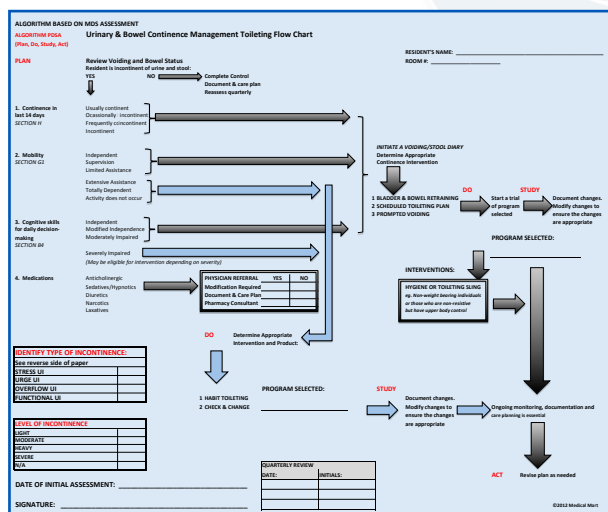 ALGORITHM BASED ON MDS ASSESSMENT
ALGORITHM PDSA
Urinary & Bowel Continence Management Toileting Flow Chart
(Plan, Do, Study, Act)
RESIDENT'S NAME:
ROOM #:
PLAN
Review Voiding and Bowel Status
Resident is incontinent of urine and stool:
YES NO Complete Control
Document & care plan
Reassess quarterly
1. Continence in
last 14 days
SECTION H
Usually continent
Ocassionally incontinent
Frequently coincontinent
Incontinent
2. Mobility
SECTION G1
Independent
Supervision
Limited Assistance
Extensive Assistance
Totally Dependent
Activity does not occur
3. Cognitive skills
for daily decision-
making
SECTION B4
Independent
Modified Independence
Moderately Impaired
Severely Impaired
(May be eligible for intervention depending on severity)
4. Medications
Anticholinergic
Sedatives/Hypnotics
Diuretics
Narcotics
Laxatives
PHYSICIAN REFERRAL YES NO
Modification Required
Document & Care Plan
Pharmacy Consultant
INITIATE A VOIDING/STOOL DIARY
Determine Appropriate
Continence Intervention
1 BLADDER & BOWEL RETRAINING
2 SCHEDULED TOILETING PLAN
3 PROMPTED VOIDING
DO
Start a trial
of program
selected
STUDY
Document changes.
Modify changes to
ensure the changes
are appropriate
PROGRAM SELECTED:
INTERVENTIONS:
HYGIENE OR TOILETING SLING
eg. Non-weight bearing individuals
or those who are non-resistive
but have upper body control
DO
Determine Appropriate
Intervention and Product:
1 HABIT TOILETING
2 CHECK & CHANGE
PROGRAM SELECTED:
STUDY
Document changes.
Modify changes to
ensure the changes
are appropriate
Ongoing monitoring, documentation and
care planning is essential
ACT Revise plan as needed
IDENTIFY TYPE OF INCONTINENCE:
See reverse side of paper
STRESS UI
URGE UI
OVERFLOW UI
FUNCTIONAL UI
LEVEL OF INCONTINENCE
LIGHT
MODERATE
HEAVY
SEVERE
N/A
QUARTERLY REVIEW
DATE: INITIALS:
DATE OF INITIAL ASSESSMENT:
SIGNATURE:
©2012 Medical Mart